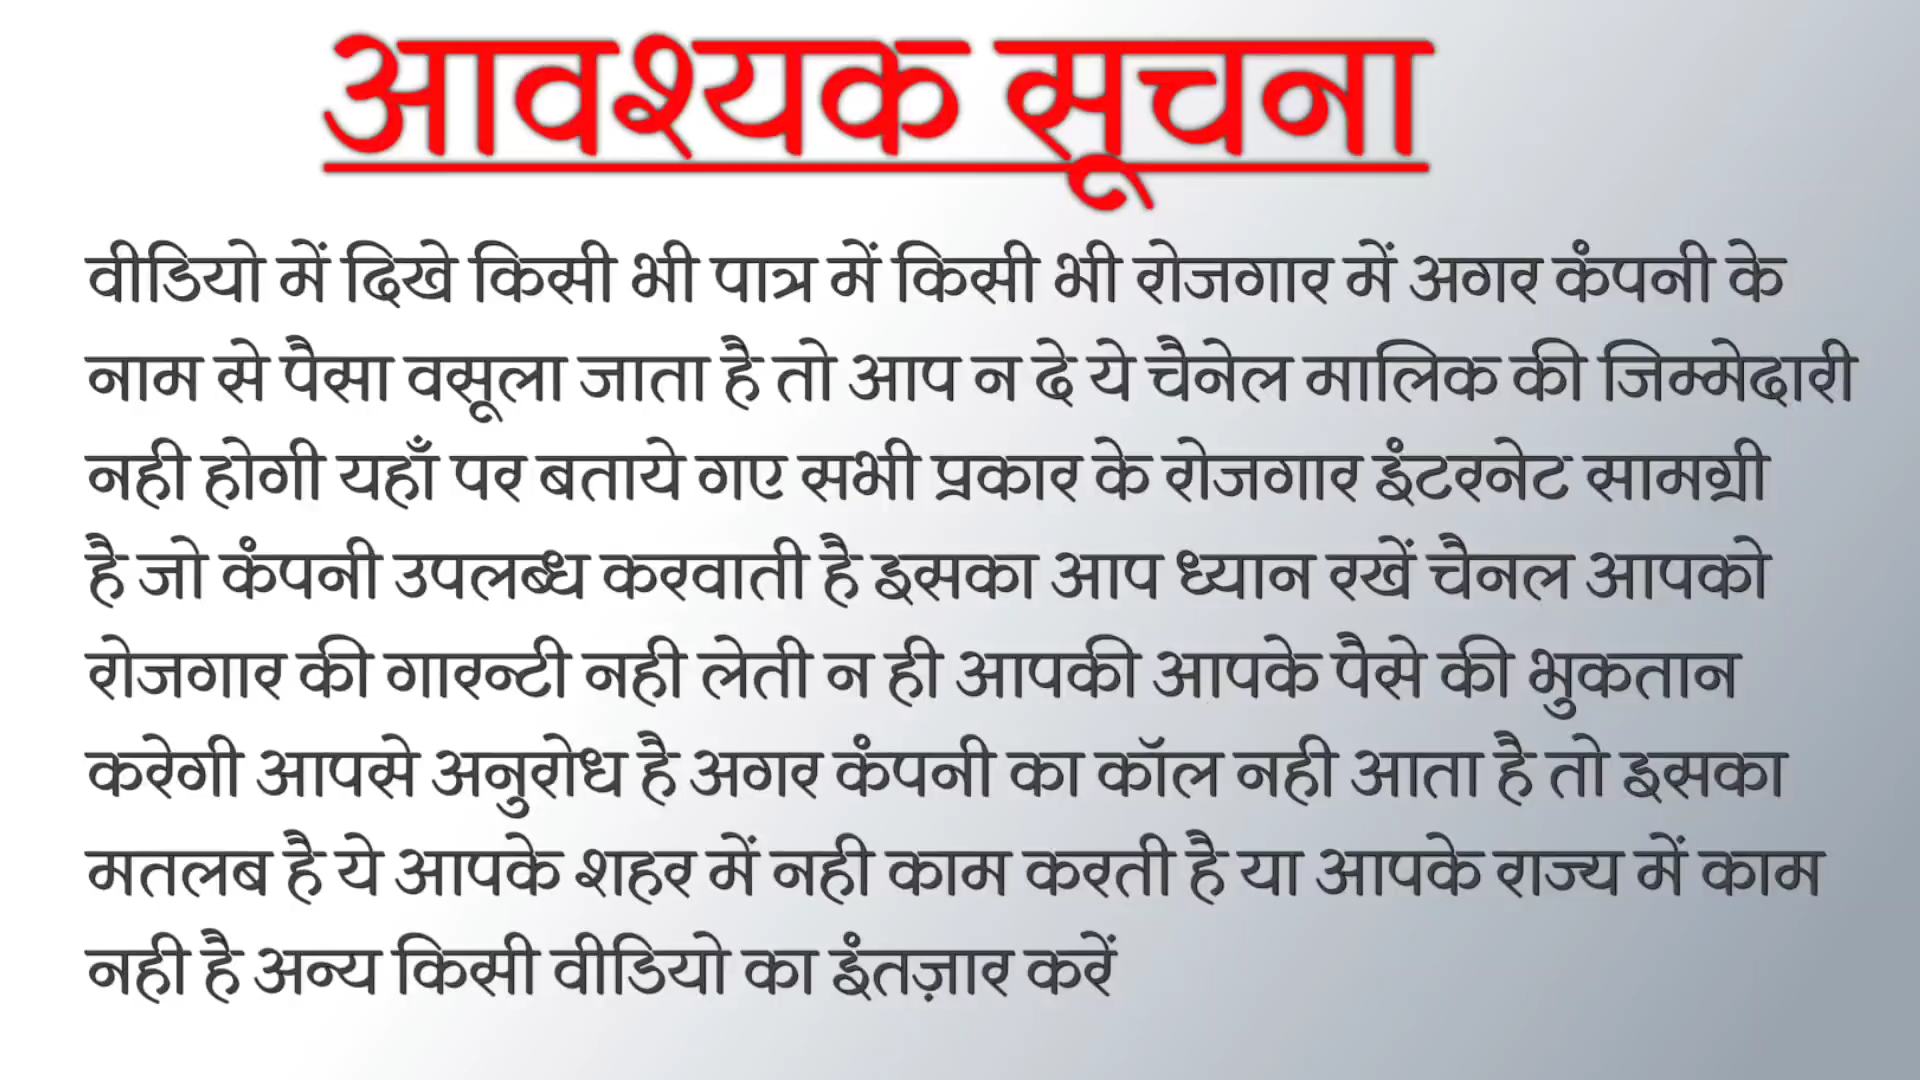 आवश्यक सूचना
वीडियो में दिखे किसी भी पात्र में किसी भी रोजगार में अगर कंपनी के
नाम से पैसा वसूला जाता है तो आप न दे ये चैनेल मालिक की जिम्मेदारी
नही होगी यहाँ पर बताये गए सभी प्रकार के रोजगार इंटरनेट सामग्री
है जो कंपनी उपलब्ध करवाती है इसका आप ध्यान रखें चैनल आपको
रोजगार की गारन्टी नही लेती न ही आपकी आपके पैसे की भुकतान
करेगी आपसे अनुरोध है अगर कंपनी का कॉल नही आता है तो इसका
मतलब है ये आपके शहर में नही काम करती है या आपके राज्य में काम
नही है अन्य किसी वीडियो का इंतज़ार करें